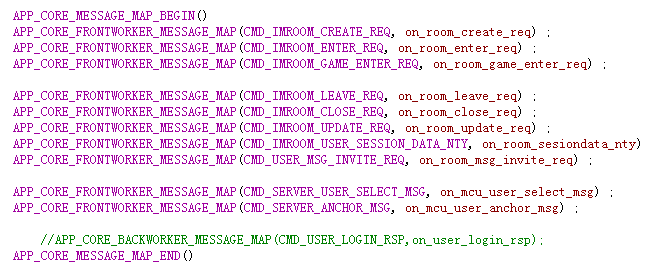 APP_CORE_MESSAGE_MAP_BEGIN()
APP_CORE_FRONTWORKER_MESSAGE_MAP(CMD_IMROOM_CREATE_REQ, on_room_create_req) ;
APP_CORE_FRONTWORKER_MESSAGE_MAP(CMD_IMROOM_ENTER_REQ, on_room_enter_req) ;
APP_CORE_FRONTWORKER_MESSAGE_MAP(CMD_IMROOM_GAME_ENTER_REQ, on_room_game_enter_req) ;
APP_CORE_FRONTWORKER_MESSAGE_MAP(CMD_IMROOM_LEAVE_REQ, on_room_leave_req) ;
APP_CORE_FRONTWORKER_MESSAGE_MAP(CMD_IMROOM_CLOSE_REQ, on_room_close_req) ;
APP_CORE_FRONTWORKER_MESSAGE_MAP(CMD_IMROOM_UPDATE_REQ, on_room_update_req) ;
APP_CORE_FRONTWORKER_MESSAGE_MAP(CMD_IMROOM_USER_SESSION_DATA_NTY, on_room_sesiondata_nty)
APP_CORE_FRONTWORKER_MESSAGE_MAP(CMD_USER_MSG_INVITE_REQ, on_room_msg_invite_req) ;
APP_CORE_FRONTWORKER_MESSAGE_MAP(CMD_SERVER_USER_SELECT_MSG, on_mcu_user_select_msg) ;
APP_CORE_FRONTWORKER_MESSAGE_MAP(CMD_SERVER_ANCHOR_MSG, on_mcu_user_anchor_msg) ;
//APP_CORE_BACKWORKER_MESSAGE_MAP(CMD_USER_LOGIN_RSP,on_user_login_rsp);
APP_CORE_MESSAGE_MAP_END()